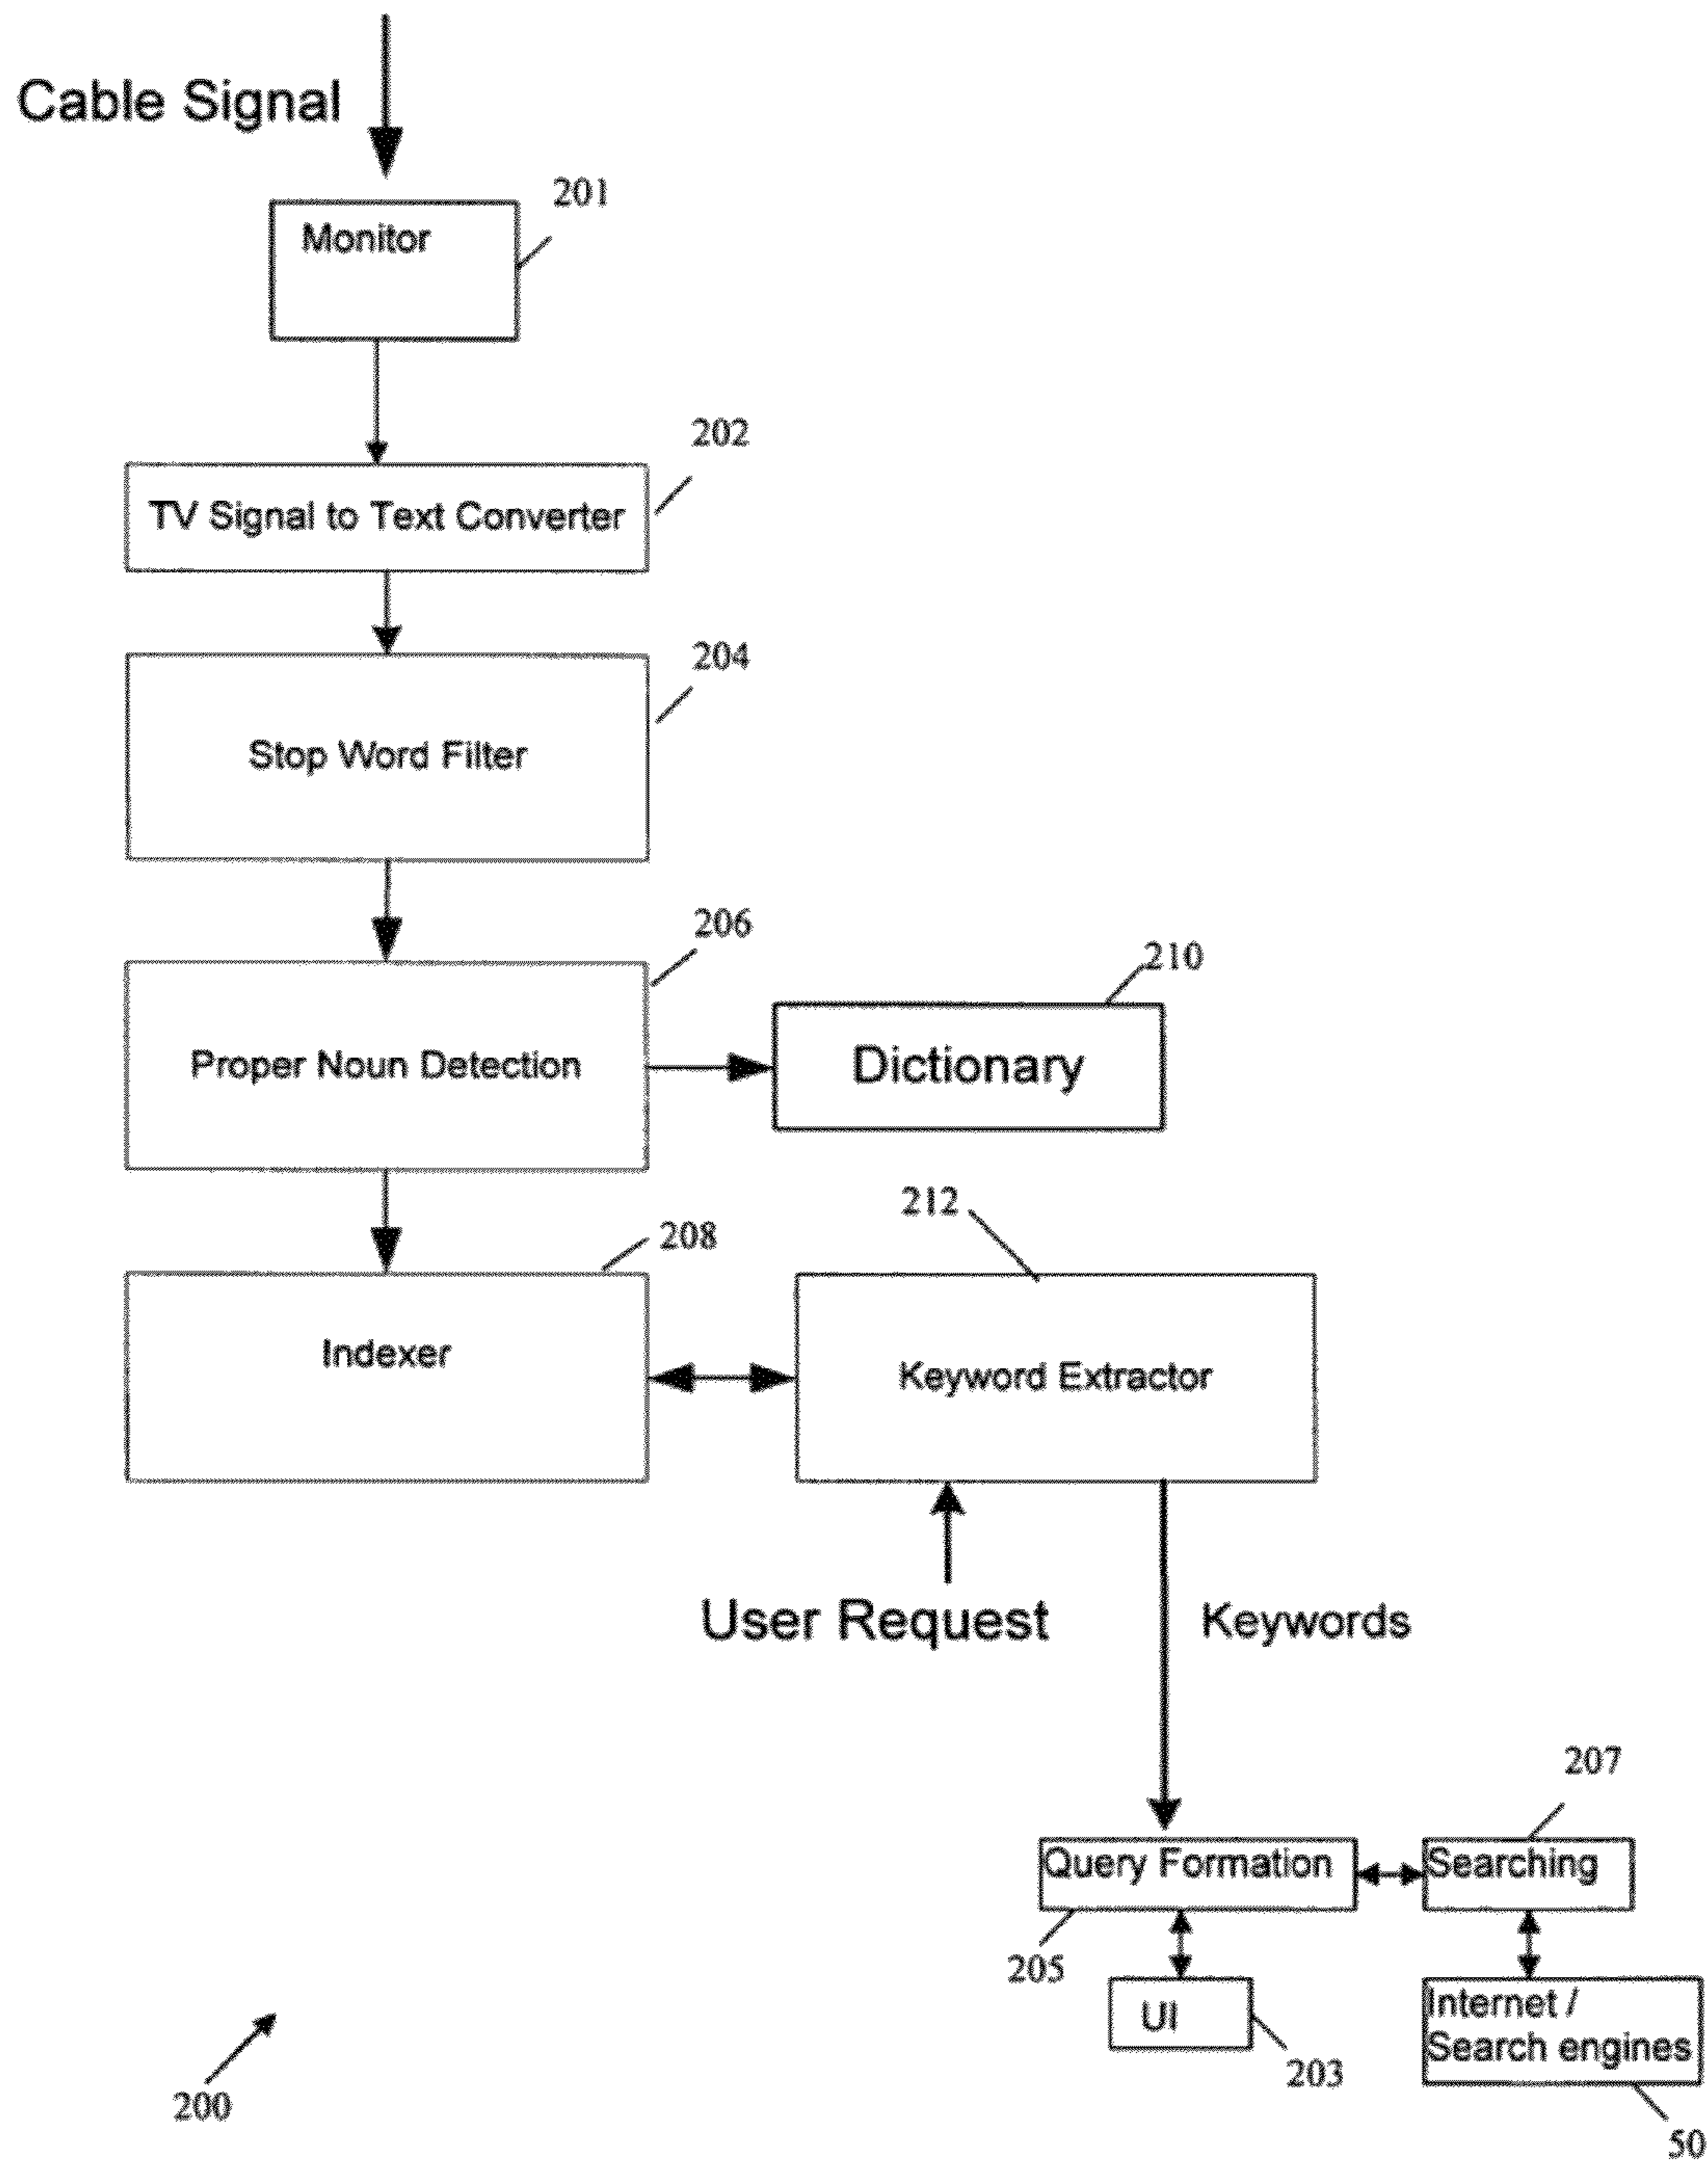 Cable Signal
201
Monitor
202
TV Signal to Text Converter
204
Stop Word Filter
206
210
Proper Noun Detection
Dictionary
212
208
Indexer
Keyword Extractor
User Request
Keywords
207
Query Formation
Searching
205
UI
Internet /
Search engines
203
200
50